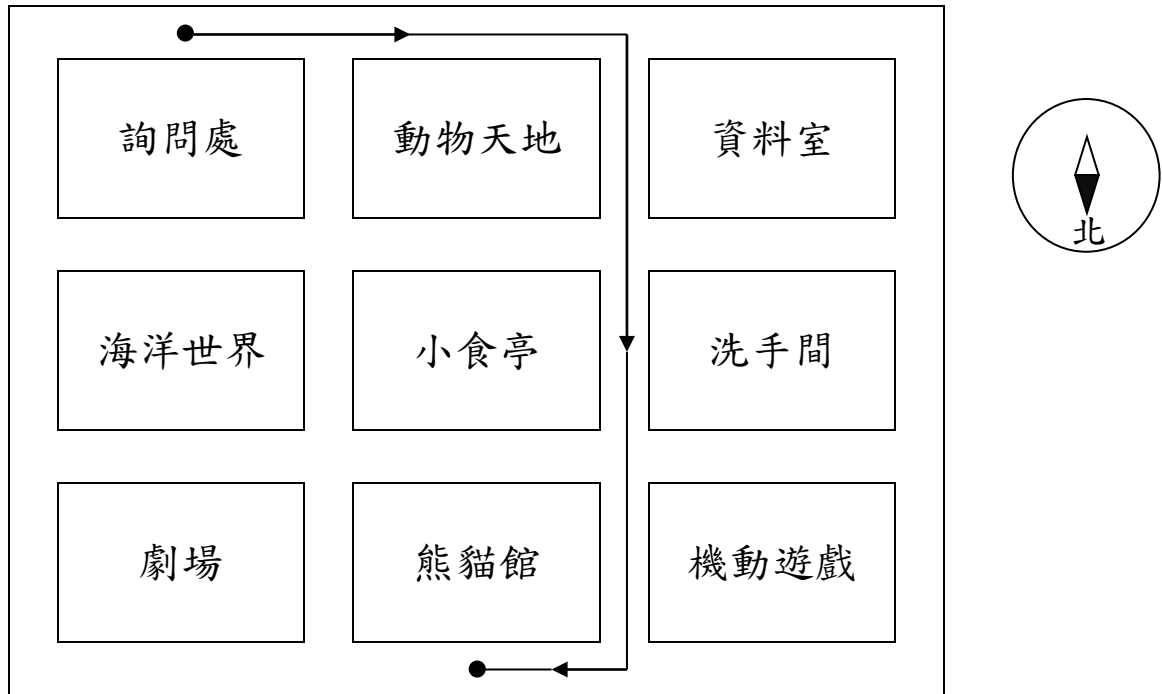 詢問處 動物天地 資料室
北
海洋世界 小食亭 洗手間
劇場 熊貓館 機動遊戲